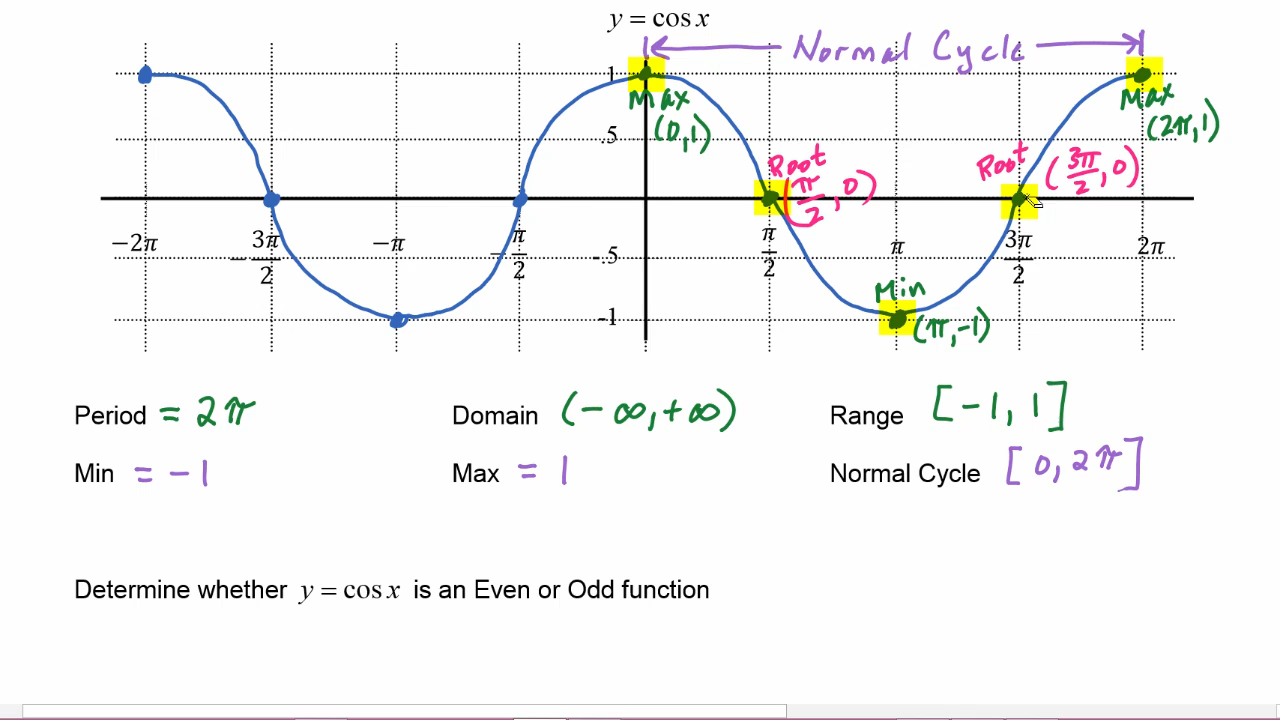 y = cos x
Normal Cycle
1
Max
(0,1)
Max
(2π,1)
.5
Root
(π/2, 0)
Root
(3π/2, 0)
−2π
−3π/2
−π
−π/2
π/2
π
3π/2
2π
-.5
Min
(π,-1)
-1
Period = 2π Domain (-∞,+∞) Range [-1, 1]
Min = -1 Max = 1 Normal Cycle [0, 2π]
Determine whether y = cos x is an Even or Odd function